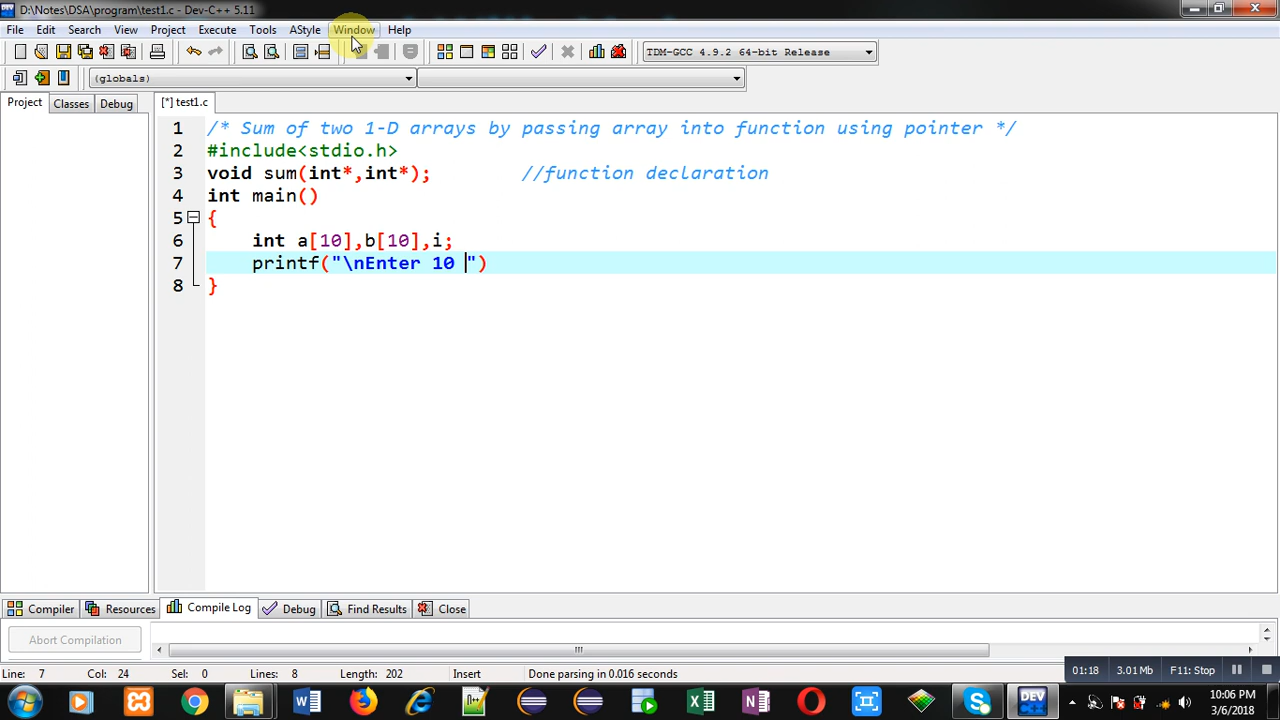 D:\Notes\DSA\program\test1.c - Dev-C++ 5.11
File Edit Search View Project Execute Tools AStyle Window Help
TDM-GCC 4.9.2 64-bit Release
(globals)
Project Classes Debug [*] test1.c
1 /* Sum of two 1-D arrays by passing array into function using pointer */
2 #include<stdio.h>
3 void sum(int*,int*); //function declaration
4 int main()
5 {
6 int a[10],b[10],i;
7 printf("\nEnter 10 ")
8 }
Compiler Resources Compile Log Debug Find Results Close
Abort Compilation
Line: 7 Col: 24 Sel: 0 Lines: 8 Length: 202 Insert Done parsing in 0.016 seconds
01:18 3.01 Mb F11: Stop
DEV
10:06 PM
3/6/2018